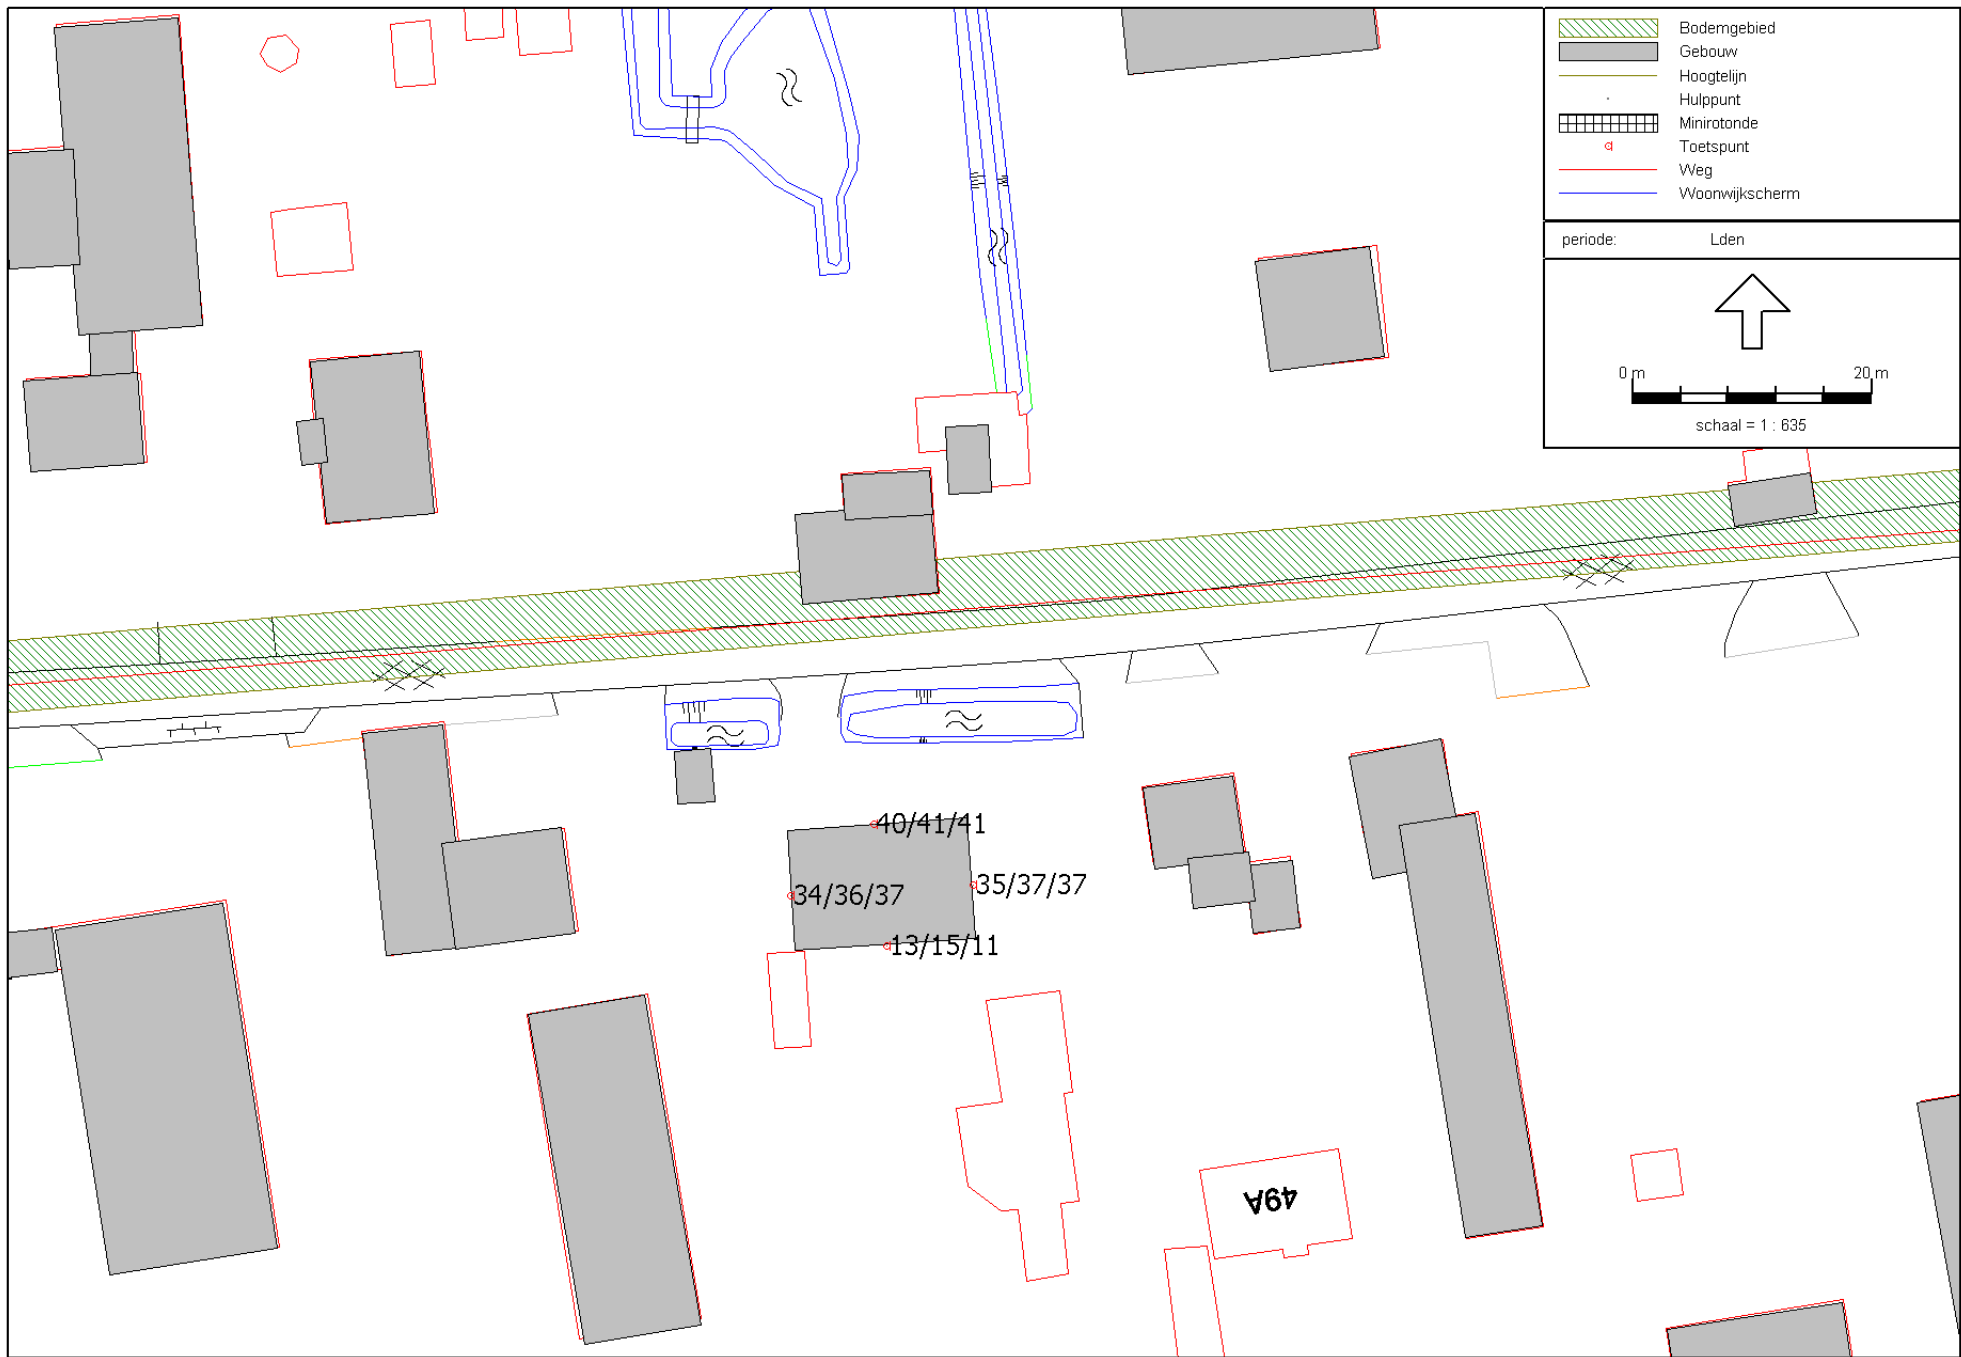 Bodemgebied
Gebouw
Hoogtelijn
Hulppunt
Minirotonde
Toetspunt
Weg
Woonwijkscherm
periode: Lden
0 m 20 m
schaal = 1 : 635
40/41/41
34/36/37
35/37/37
13/15/11
49A